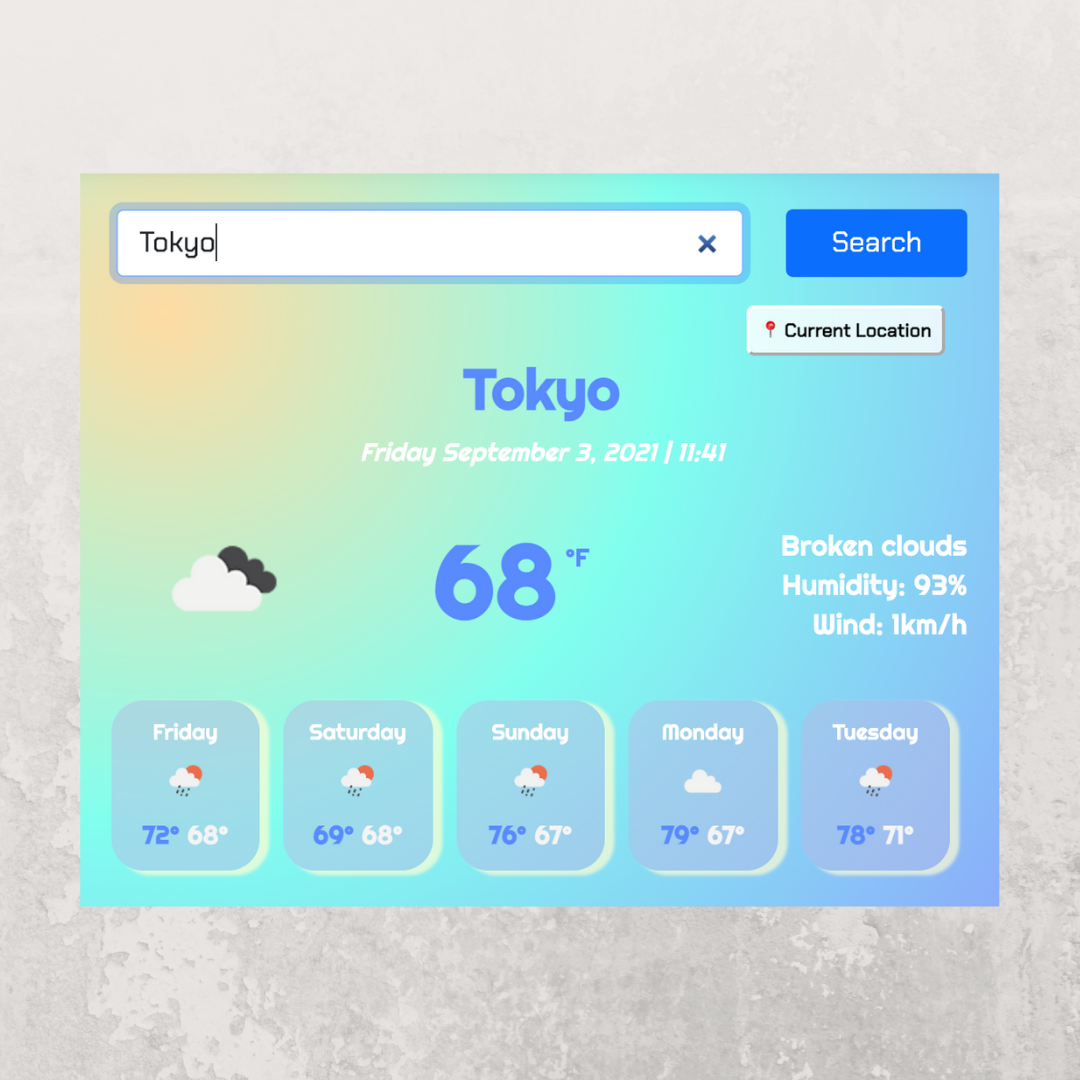 Tokyo ×
Search
📍 Current Location
Tokyo
Friday September 3, 2021 | 11:41
68 °F
Broken clouds
Humidity: 93%
Wind: 1km/h
Friday
72° 68°
Saturday
69° 68°
Sunday
76° 67°
Monday
79° 67°
Tuesday
78° 71°